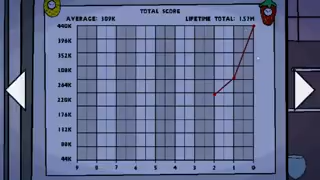 TOTAL SCORE
AVERAGE: 309K
LIFETIME TOTAL: 1.57M
440K
396K
352K
308K
264K
220K
176K
132K
88K
44K
9 8 7 6 5 4 3 2 1 0